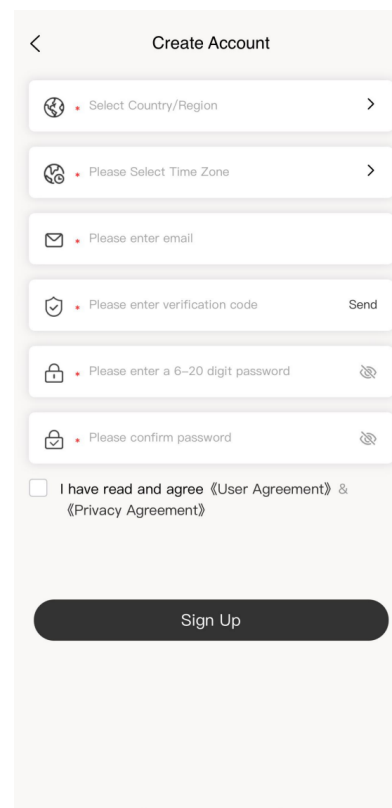 Create Account
* Select Country/Region
* Please Select Time Zone
* Please enter email
* Please enter verification code Send
* Please enter a 6–20 digit password
* Please confirm password
I have read and agree《User Agreement》&
《Privacy Agreement》
Sign Up